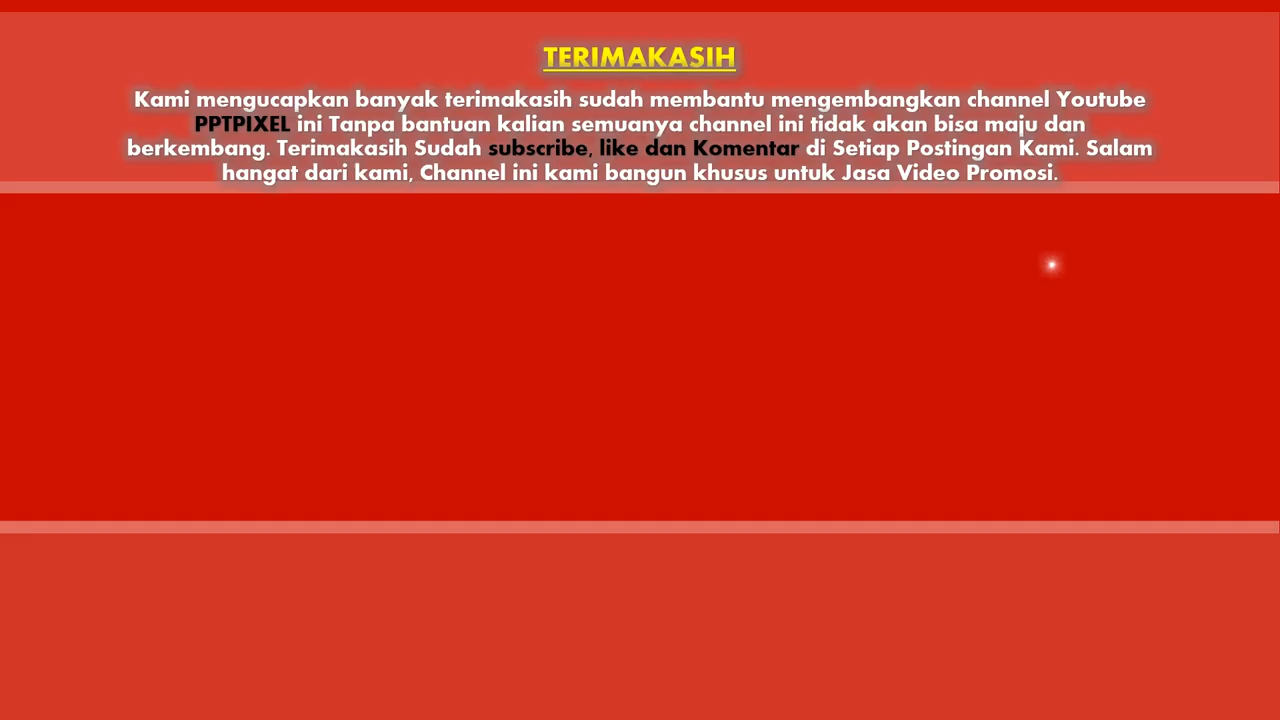 TERIMAKASIH
Kami mengucapkan banyak terimakasih sudah membantu mengembangkan channel Youtube
PPTPIXEL ini Tanpa bantuan kalian semuanya channel ini tidak akan bisa maju dan
berkembang. Terimakasih Sudah subscribe, like dan Komentar di Setiap Postingan Kami. Salam
hangat dari kami, Channel ini kami bangun khusus untuk Jasa Video Promosi.